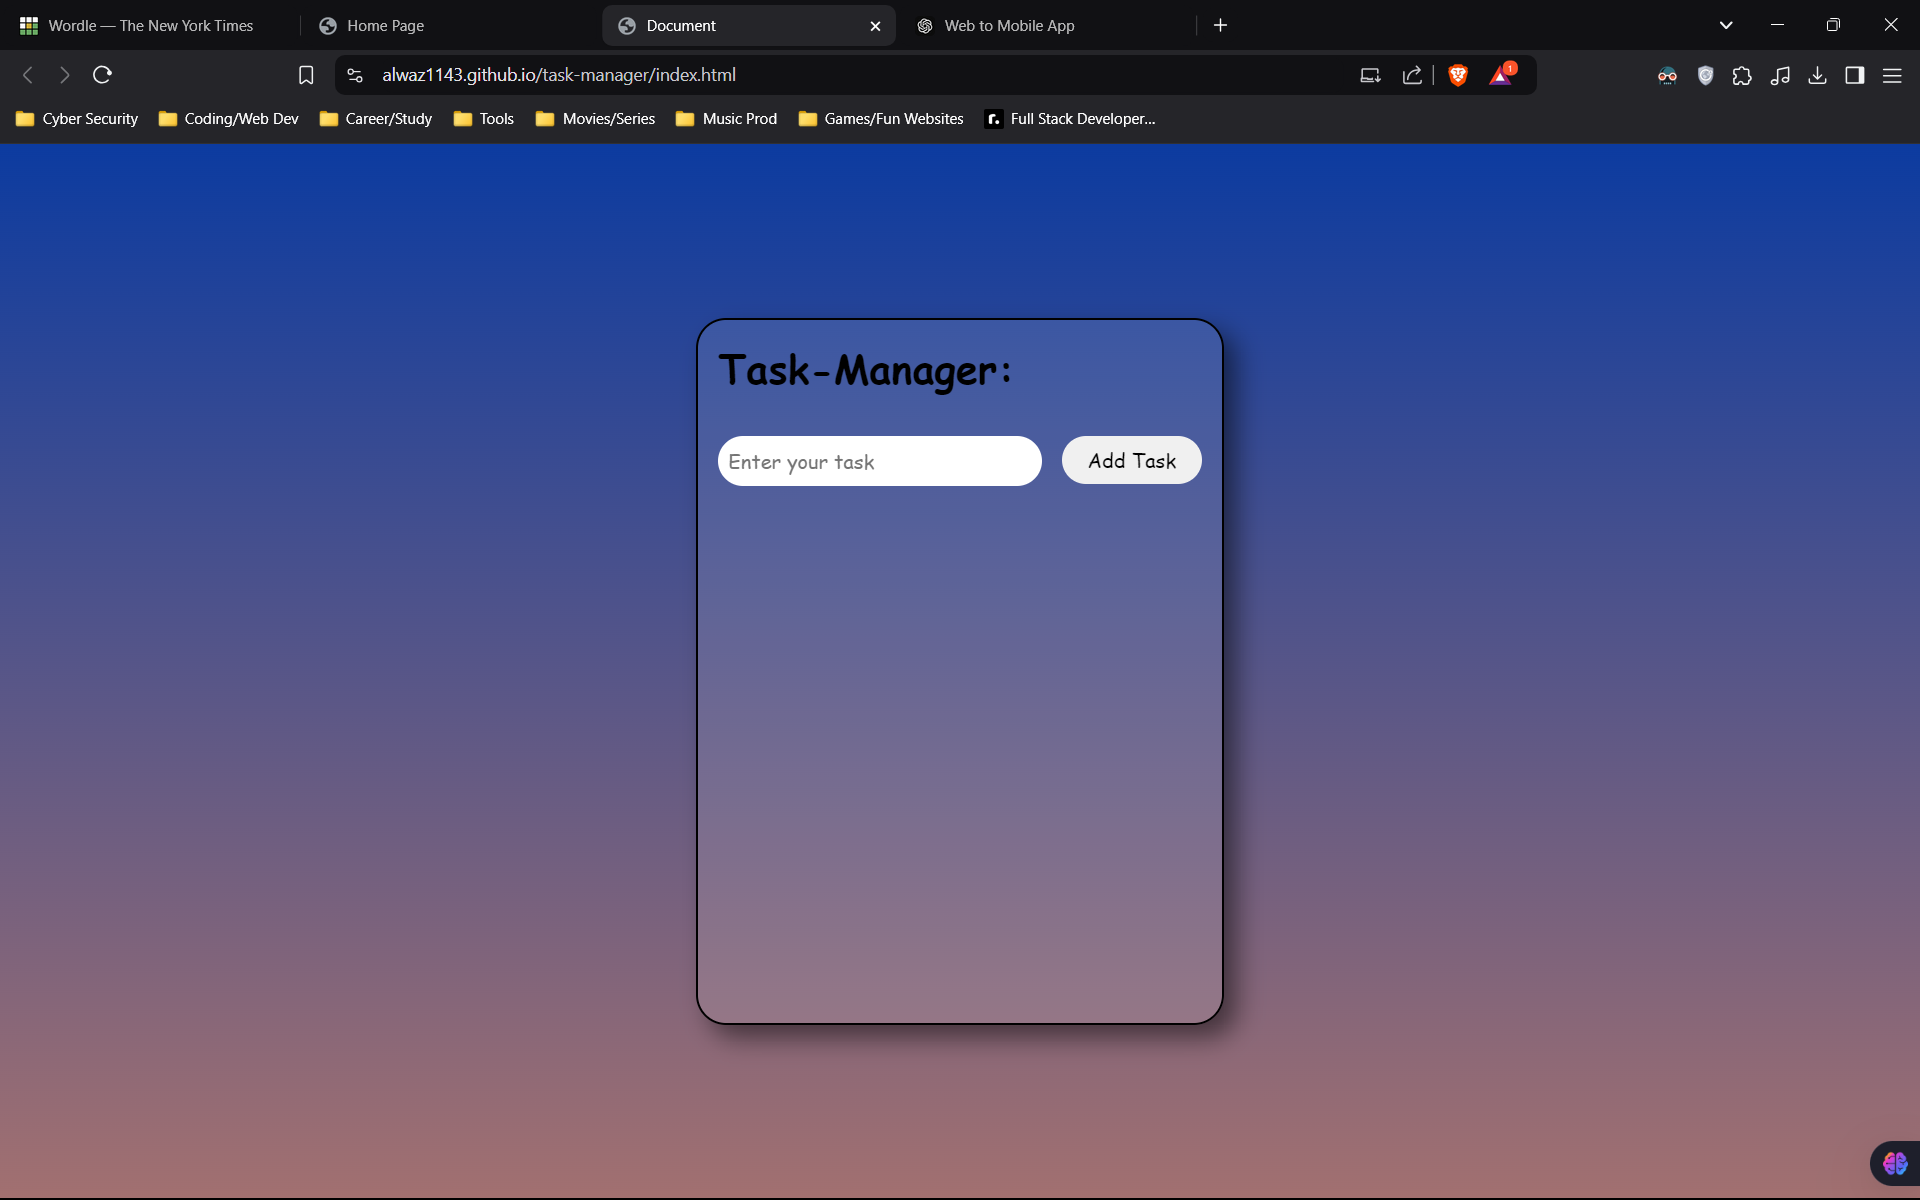 Wordle — The New York Times
Home Page
Document
Web to Mobile App
alwaz1143.github.io/task-manager/index.html
1
Cyber Security
Coding/Web Dev
Career/Study
Tools
Movies/Series
Music Prod
Games/Fun Websites
Full Stack Developer...
Task-Manager:
Enter your task
Add Task